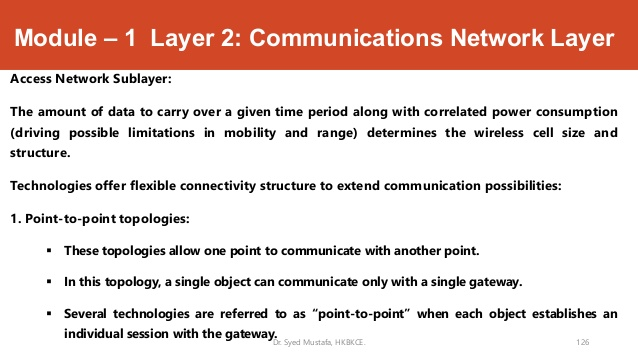 Module – 1 Layer 2: Communications Network Layer
Access Network Sublayer:
The amount of data to carry over a given time period along with correlated power consumption
(driving possible limitations in mobility and range) determines the wireless cell size and
structure.
Technologies offer flexible connectivity structure to extend communication possibilities:
1. Point-to-point topologies:
▪ These topologies allow one point to communicate with another point.
▪ In this topology, a single object can communicate only with a single gateway.
▪ Several technologies are referred to as “point-to-point” when each object establishes an
individual session with the gateway.
Dr. Syed Mustafa, HKBKCE.
126